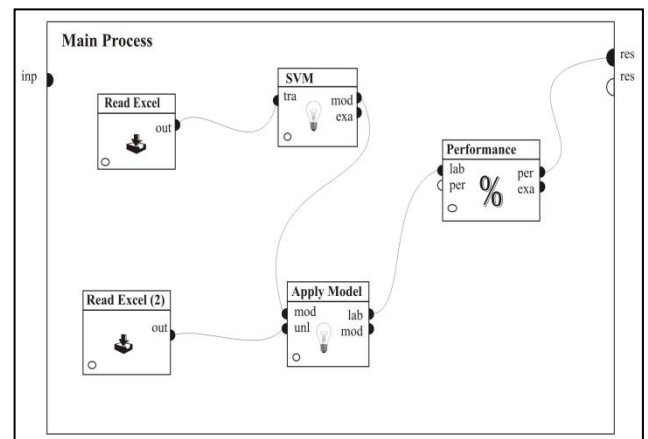 Main Process
inp
res
res
Read Excel
out
SVM
tra
mod
exa
Performance
lab
per
per
exa
%
Read Excel (2)
out
Apply Model
mod
unl
lab
mod